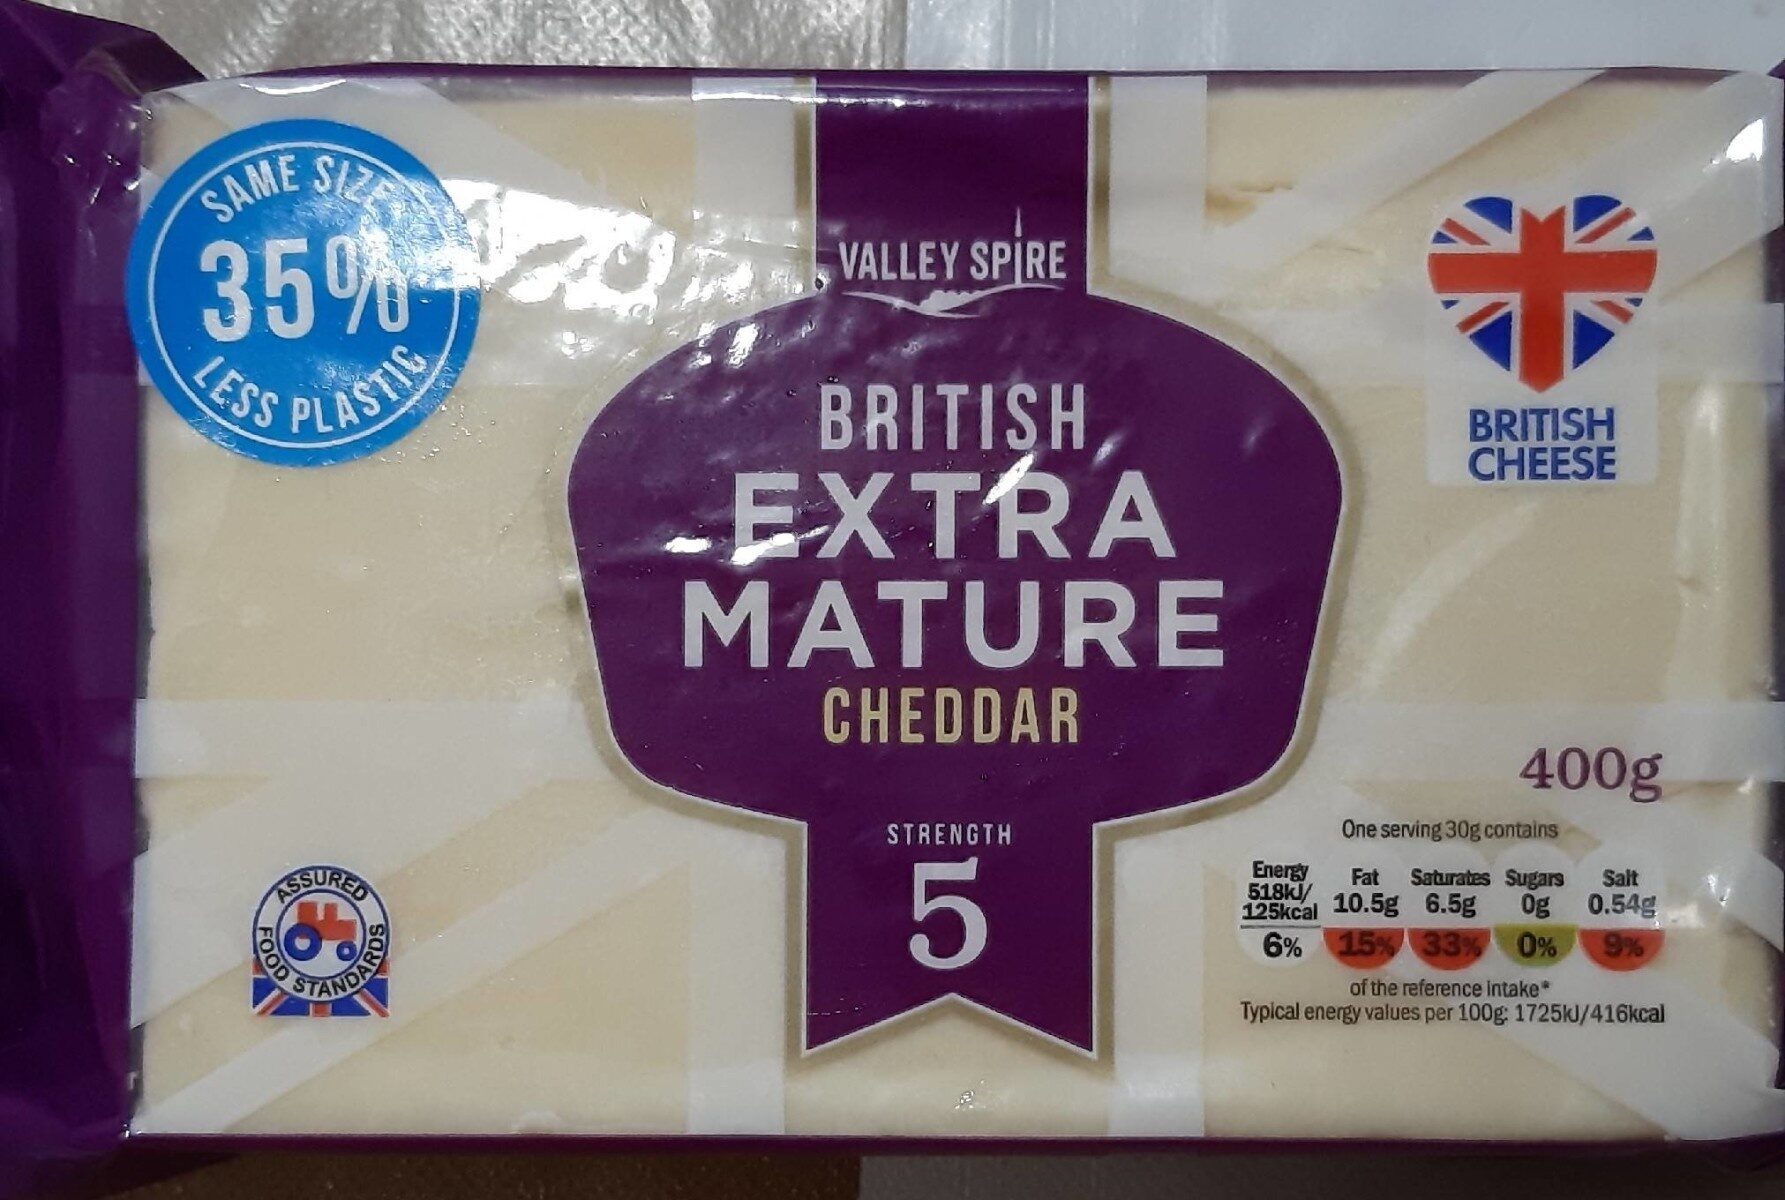 SAME SIZE
35%
LESS PLASTIC
VALLEY SPIRE
BRITISH
EXTRA
MATURE
CHEDDAR
STRENGTH
5
BRITISH
CHEESE
400g
One serving 30g contains
Energy 518kJ/ 125kcal 6%
Fat 10.5g 15%
Saturates 6.5g 33%
Sugars 0g 0%
Salt 0.54g 9%
of the reference intake*
Typical energy values per 100g: 1725kJ/416kcal
ASSURED
FOOD STANDARDS